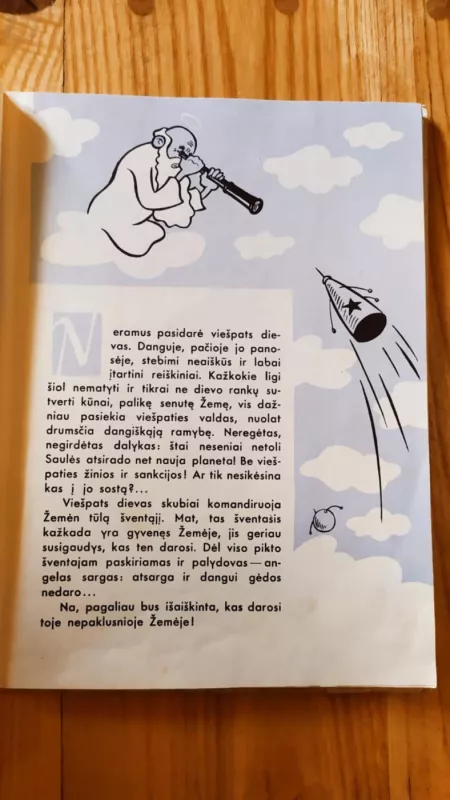 Neramus pasidarė viešpats die-
vas. Danguje, pačioje jo pano-
sėje, stebimi neaiškūs ir labai
įtartini reiškiniai. Kažkokie ligi
šiol nematyti ir tikrai ne dievo rankų su-
tverti kūnai, palikę senutę Žemę, vis daž-
niau pasiekia viešpaties valdas, nuolat
drumsčia dangiškąją ramybę. Neregėtas,
negirdėtas dalykas: štai neseniai netoli
Saulės atsirado net nauja planeta! Be vieš-
paties žinios ir sankcijos! Ar tik nesikėsina
kas į jo sostą?...
Viešpats dievas skubiai komandiruoja
Žemėn tūlą šventąjį. Mat, tas šventasis
kažkada yra gyvenęs Žemėje, jis geriau
susigaudys, kas ten darosi. Dėl viso pikto
šventajam paskiriamas ir palydovas — an-
gelas sargas: atsarga ir dangui gėdos
nedaro...
Na, pagaliau bus išaiškinta, kas darosi
toje nepaklusnioje Žemėje!